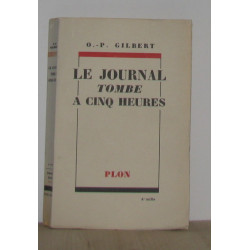 O.-P. GILBERT
LE JOURNAL
TOMBE
A CINQ HEURES
PLON